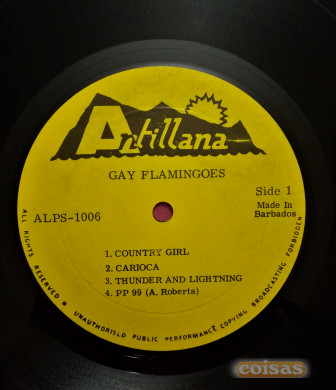 Antillana
GAY FLAMINGOES
Side 1
ALPS-1006
Made In
Barbados
1. COUNTRY GIRL
2. CARIOCA
3. THUNDER AND LIGHTNING
4. PP 99 (A. Roberts)
ALL RIGHTS RESERVED ● UNAUTHORISED PUBLIC PERFORMANCE COPYING BROADCASTING FORBIDDEN
coisas